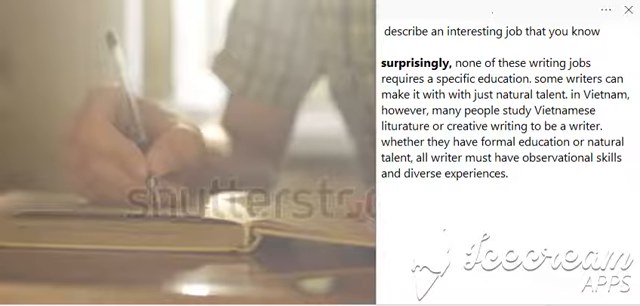 describe an interesting job that you know
surprisingly, none of these writing jobs
requires a specific education. some writers can
make it with with just natural talent. in Vietnam,
however, many people study Vietnamese
liturature or creative writing to be a writer.
whether they have formal education or natural
talent, all writer must have observational skills
and diverse experiences.
shutterstoc
Icecream
APPS